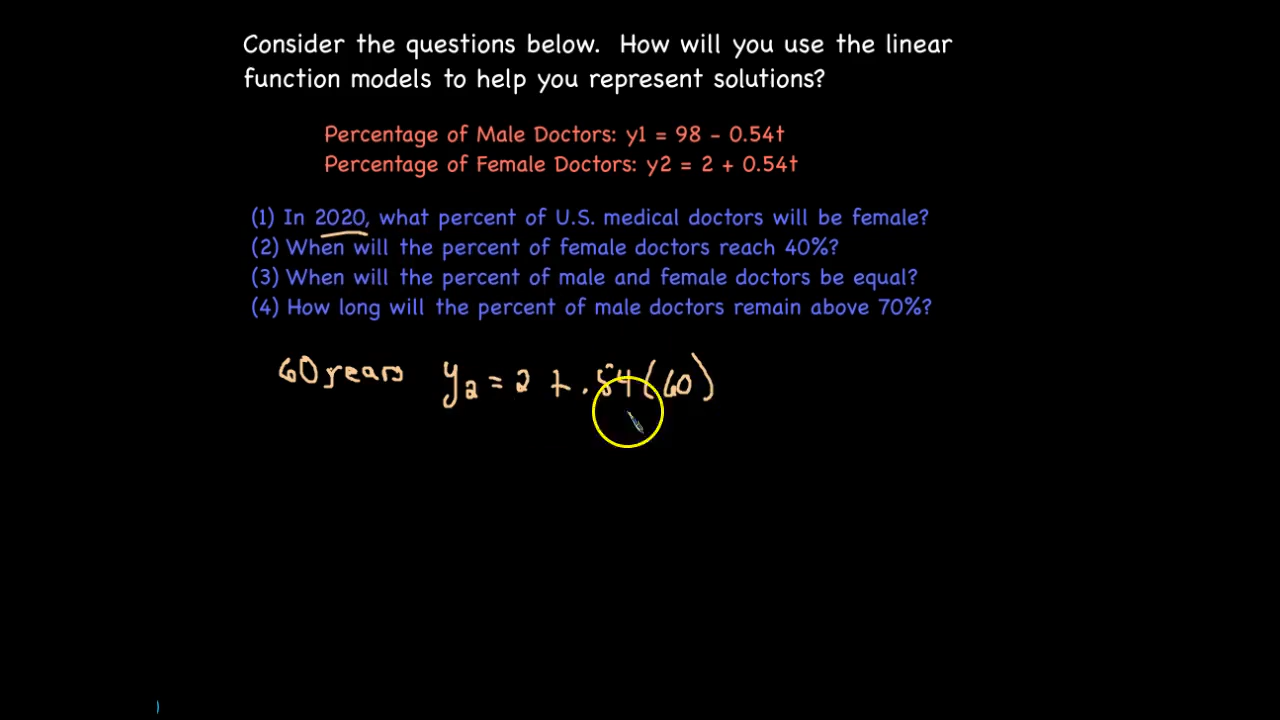 Consider the questions below. How will you use the linear
function models to help you represent solutions?
Percentage of Male Doctors: y1 = 98 - 0.54t
Percentage of Female Doctors: y2 = 2 + 0.54t
(1) In 2020, what percent of U.S. medical doctors will be female?
(2) When will the percent of female doctors reach 40%?
(3) When will the percent of male and female doctors be equal?
(4) How long will the percent of male doctors remain above 70%?
60 years y2 = 2 + .54(60)
)